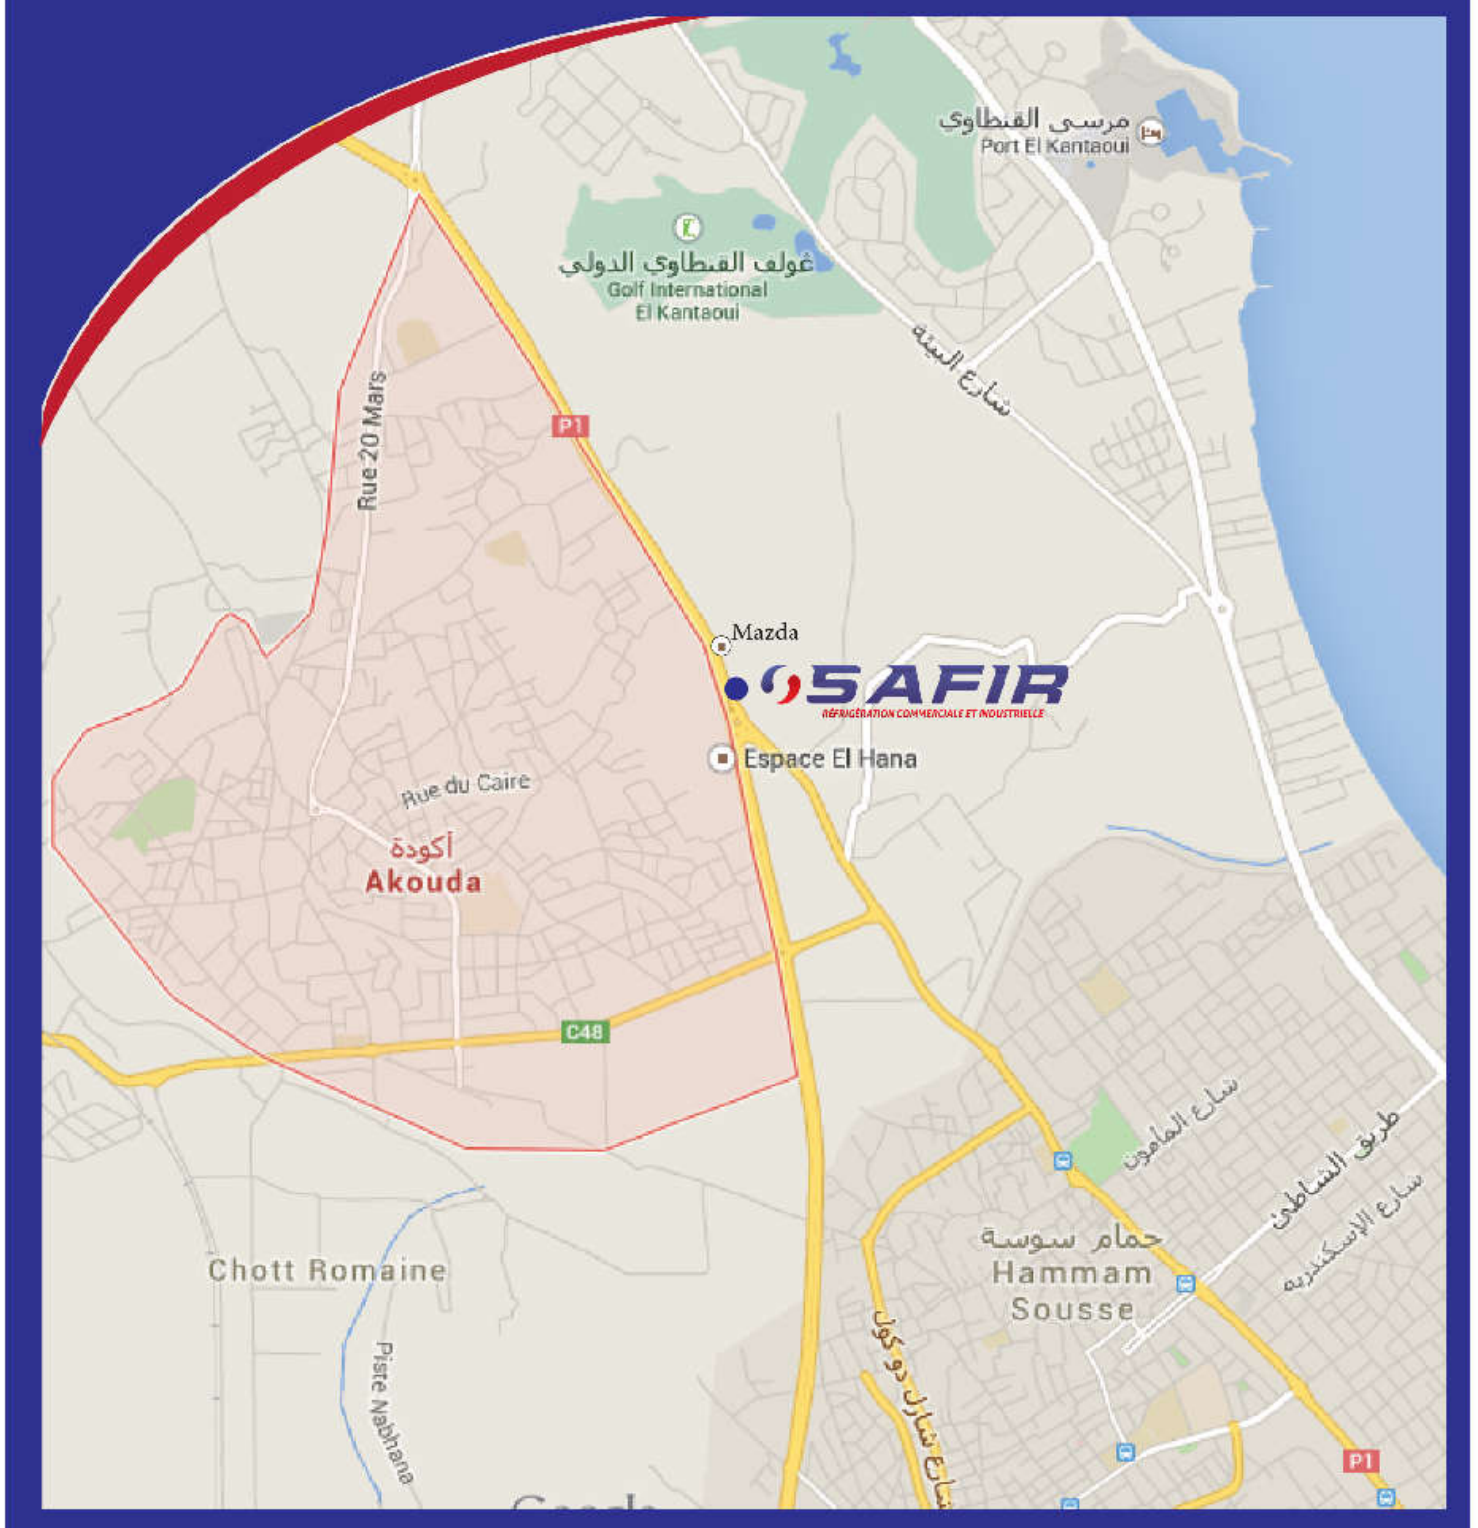 مرسى القنطاوي
Port El Kantaoui
غولف القنطاوي الدولي
Golf International
El Kantaoui
شارع البيئة
Rue 20 Mars
P1
Mazda
SAFIR
RÉFRIGÉRATION COMMERCIALE ET INDUSTRIELLE
Espace El Hana
Rue du Caire
أكودة
Akouda
C48
شارع المأمون
طريق الشاطئ
شارع الإسكندرية
حمام سوسة
Hammam
Sousse
Chott Romaine
شارع شارل دو كول
Piste Nabhana
P1